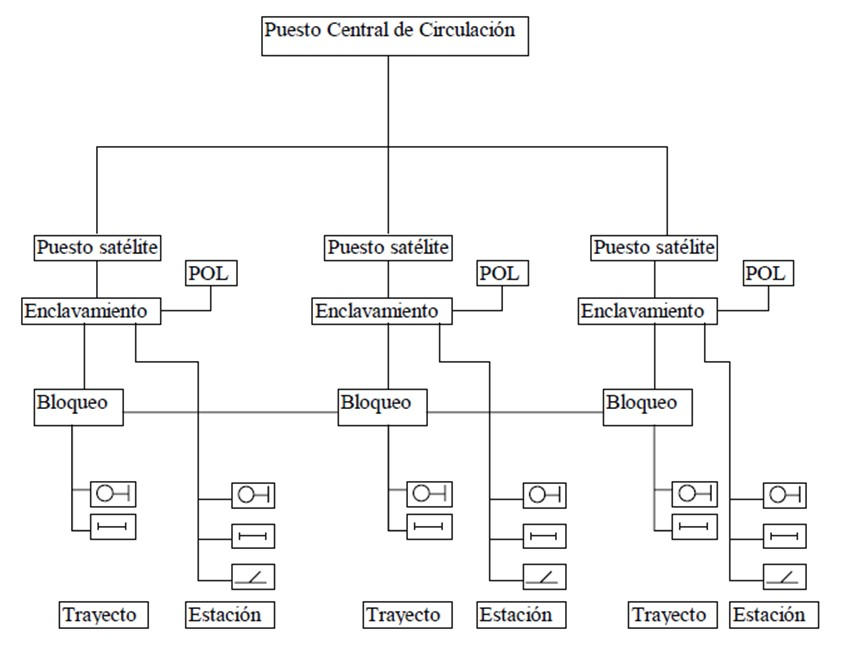 Puesto Central de Circulación
Puesto satélite
Puesto satélite
Puesto satélite
POL
POL
POL
Enclavamiento
Enclavamiento
Enclavamiento
Bloqueo
Bloqueo
Bloqueo
Trayecto
Estación
Trayecto
Estación
Trayecto
Estación